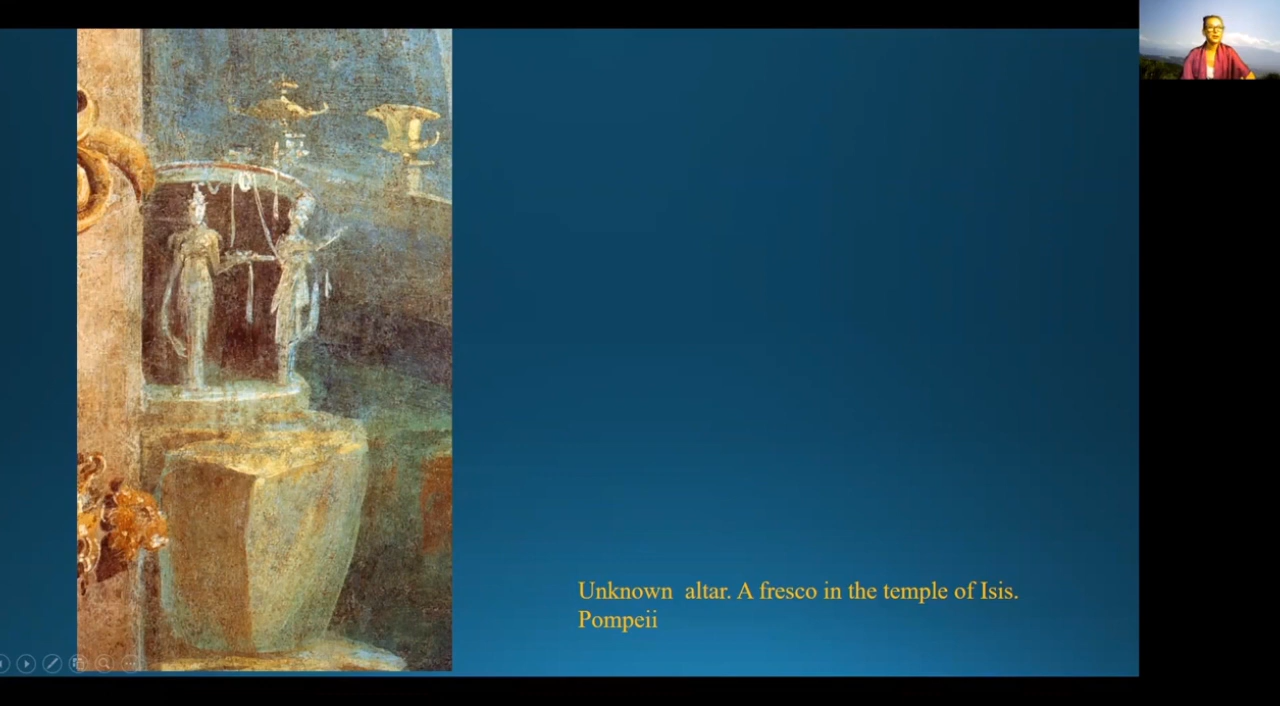 Unknown  altar. A fresco in the temple of Isis.
Pompeii